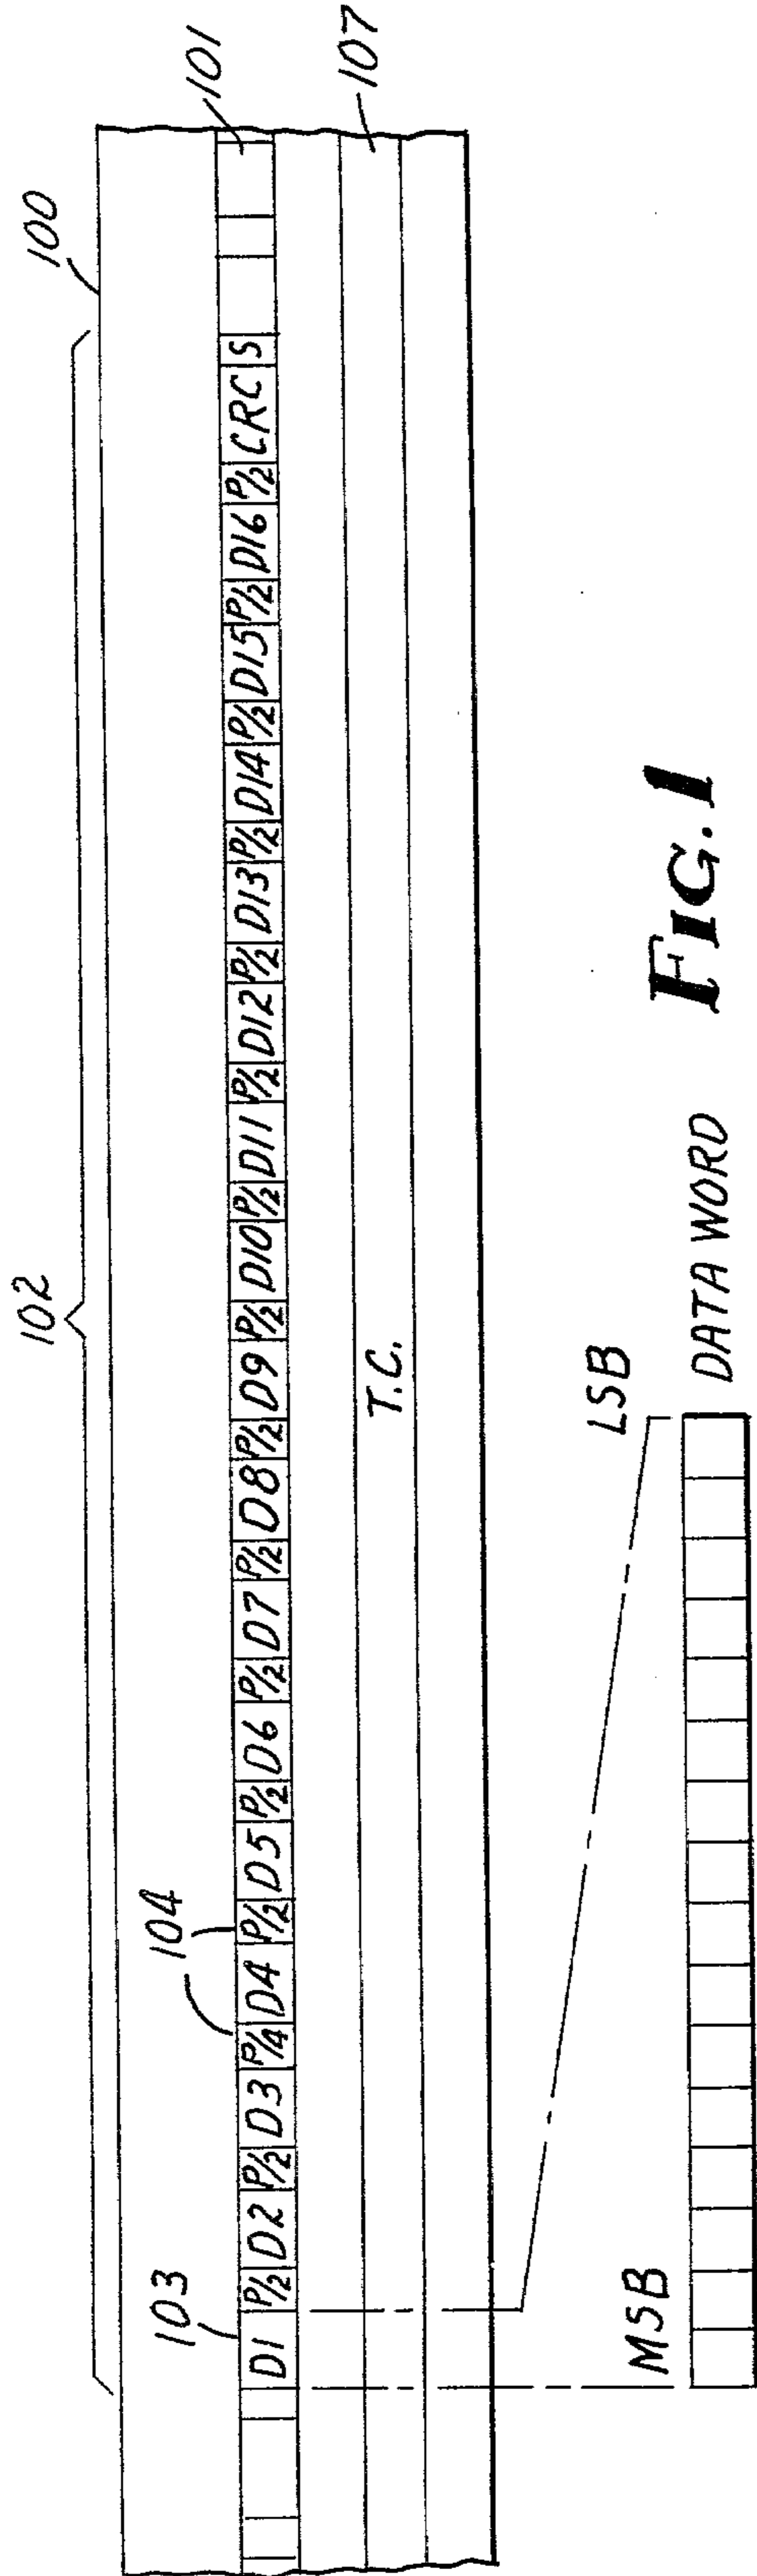 102
100
101
103
104
D1 P/2 D2 P/2 D3 P/4 D4 P/2 D5 P/2 D6 P/2 D7 P/2 D8 P/2 D9 P/2 D10 P/2 D11 P/2 D12 P/2 D13 P/2 D14 P/2 D15 P/2 D16 P/2 CRC S
T.C.
107
MSB
LSB
DATA WORD
FIG. 1